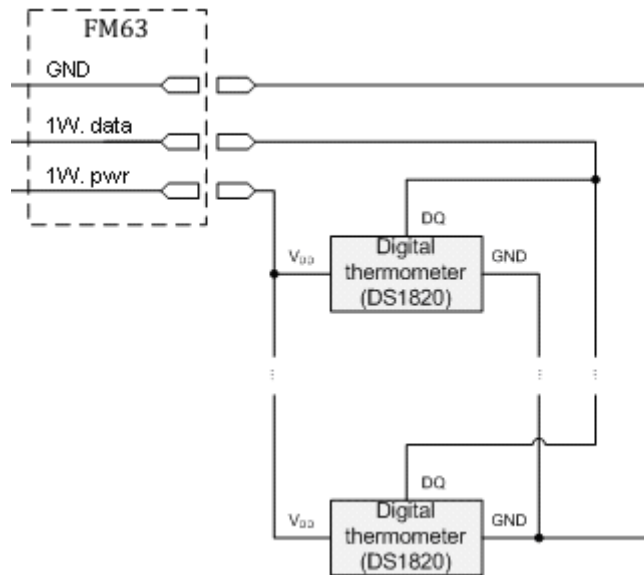 FM63
GND
1W. data
1W. pwr
DQ
VDD
Digital
thermometer
(DS1820)
GND
DQ
VDD
Digital
thermometer
(DS1820)
GND